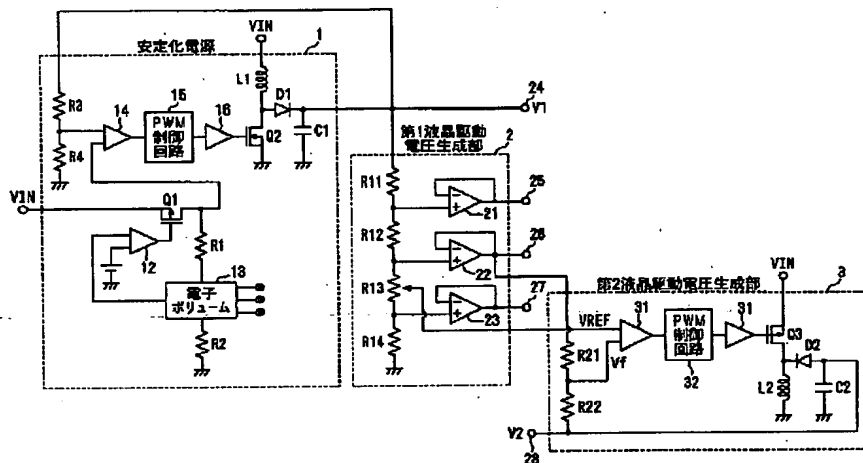 VIN
1
安定化電源
L1
D1
R3
14
15
PWM
制御
回路
16
Q2
C1
24
V1
R4
第1液晶駆動
電圧生成部
2
VIN
Q1
R11
25
21
12
R1
R12
26
22
VIN
13
電子
ボリューム
R13
27
第2液晶駆動電圧生成部
3
23
VREF
31
PWM
制御
回路
31
Q3
R2
R14
R21
Vf
D2
32
L2
C2
R22
V2
28